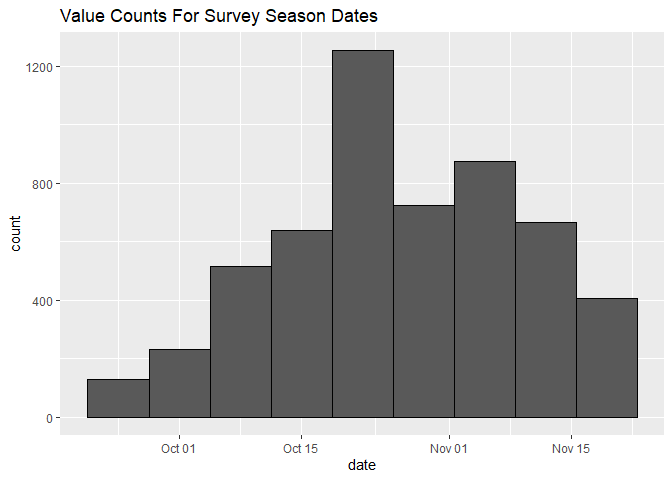 Value Counts For Survey Season Dates
1200
800
400
0
count
Oct 01 Oct 15 Nov 01 Nov 15
date